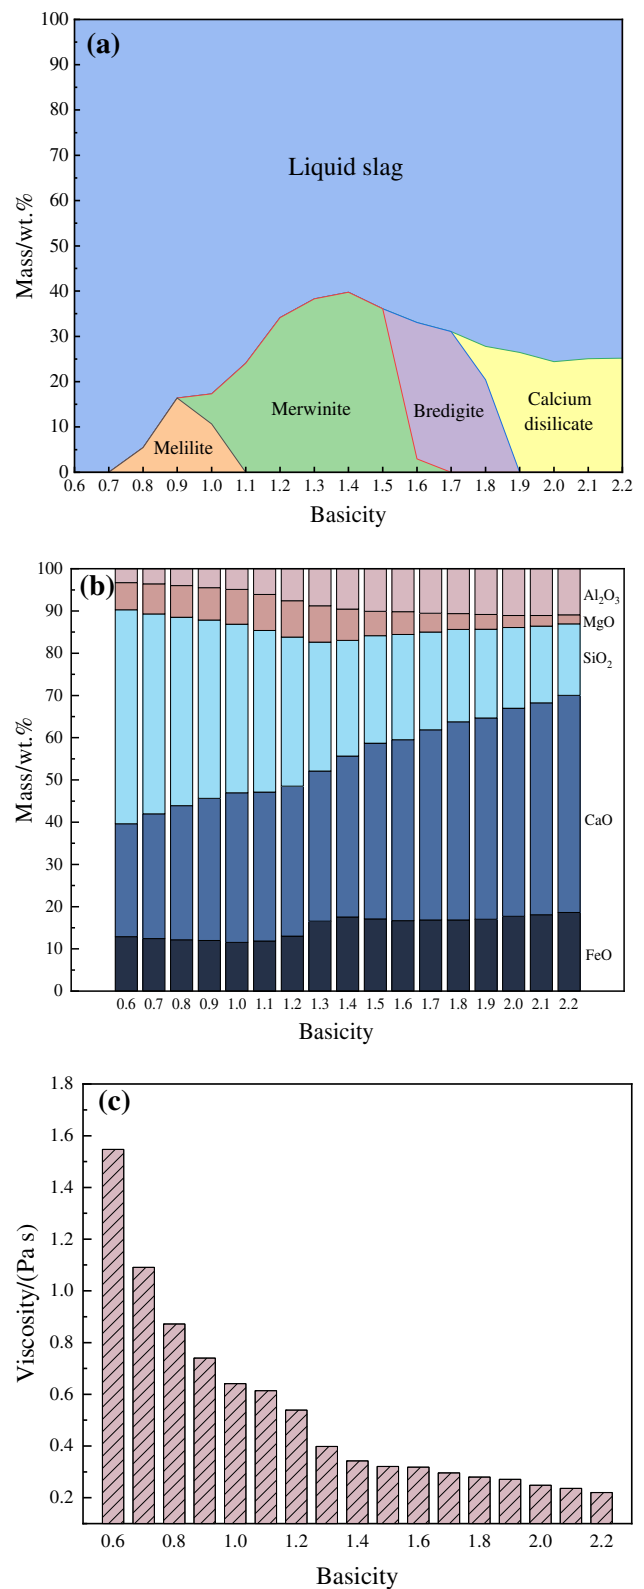 (a)
100
90
80
70
60
50
40
30
20
10
0
Mass/wt.%
Liquid slag
Melilite
Merwinite
Bredigite
Calcium
disilicate
0.6 0.7 0.8 0.9 1.0 1.1 1.2 1.3 1.4 1.5 1.6 1.7 1.8 1.9 2.0 2.1 2.2
Basicity
(b)
100
90
80
70
60
50
40
30
20
10
0
Mass/wt.%
Al₂O₃
MgO
SiO₂
CaO
FeO
0.6 0.7 0.8 0.9 1.0 1.1 1.2 1.3 1.4 1.5 1.6 1.7 1.8 1.9 2.0 2.1 2.2
Basicity
(c)
1.8
1.6
1.4
1.2
1.0
0.8
0.6
0.4
0.2
Viscosity/(Pa s)
0.6 0.8 1.0 1.2 1.4 1.6 1.8 2.0 2.2
Basicity